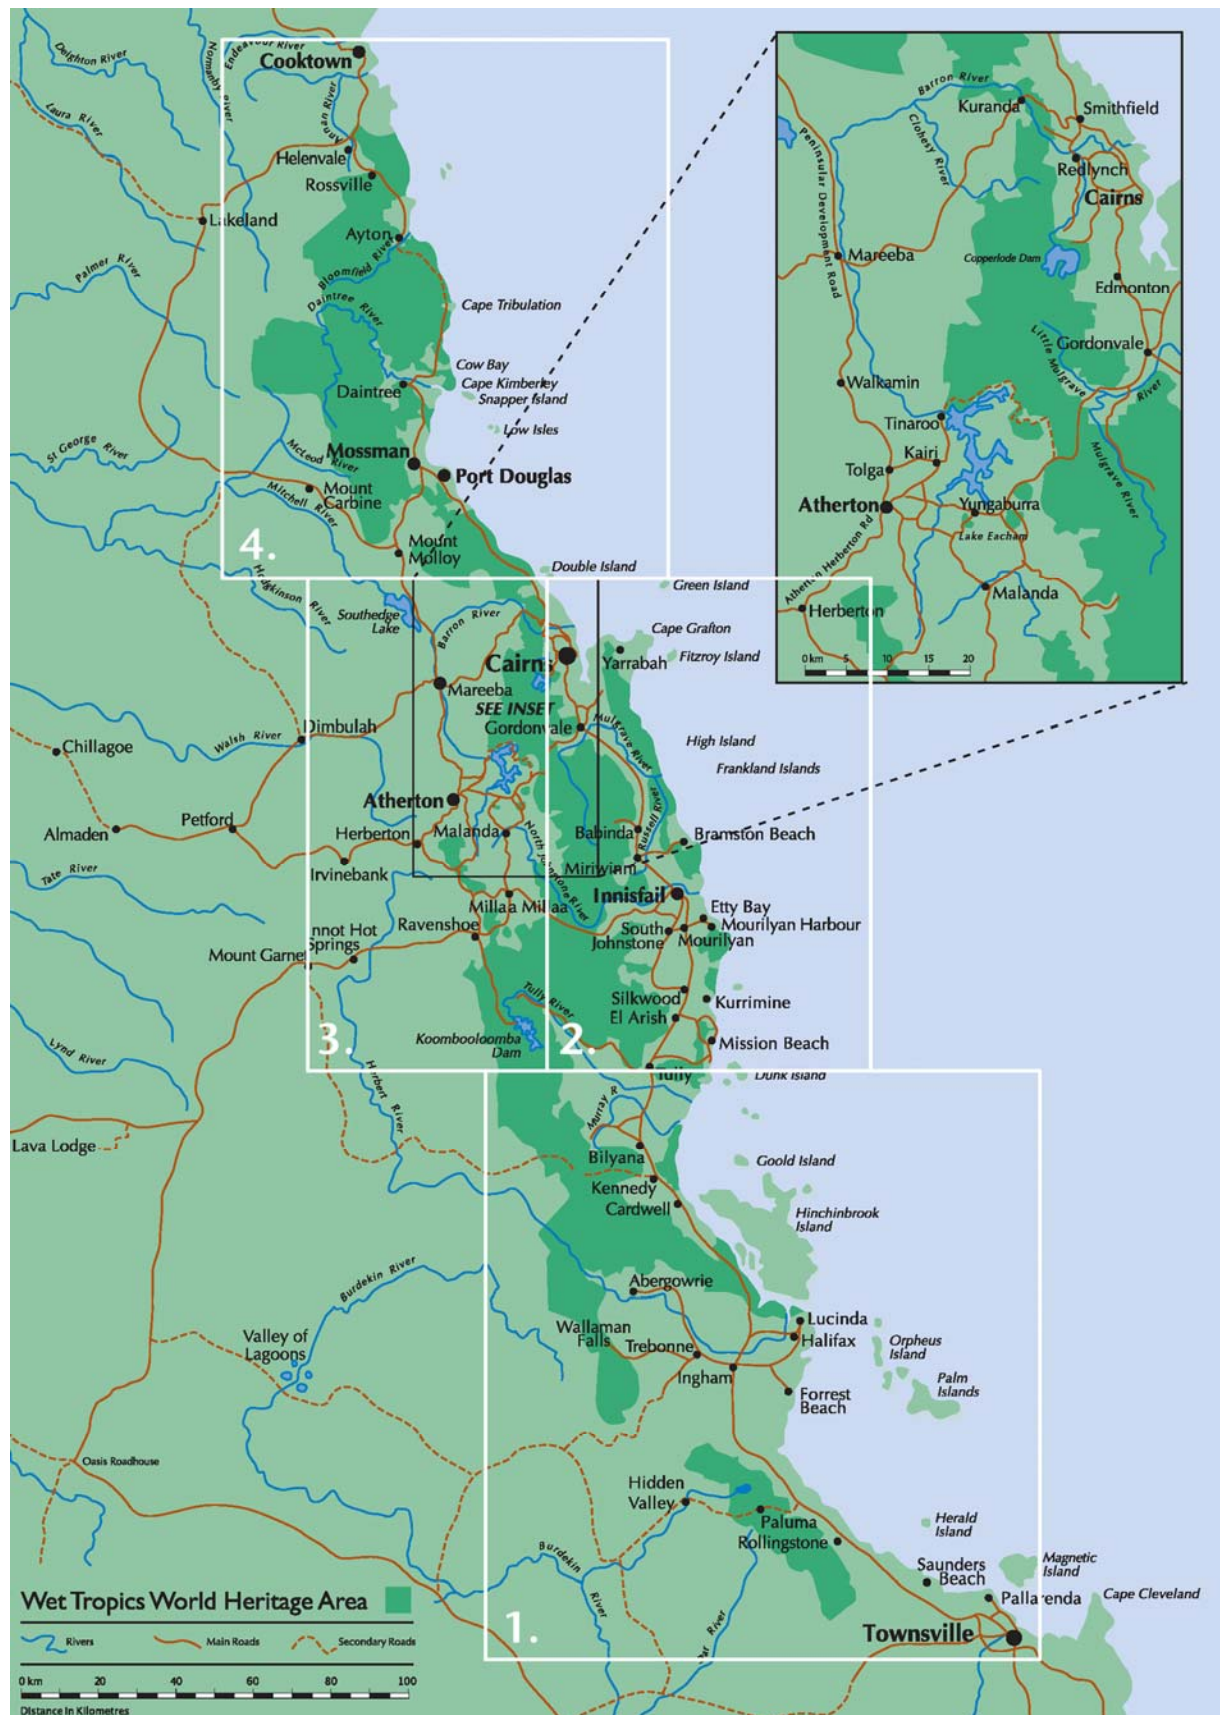 Deighton River
Normanby River
Endeavour River
Cooktown
Laura River
Annan River
Helenvale
Rossville
Lakeland
Ayton
Bloomfield River
Palmer River
Daintree River
Cape Tribulation
Cow Bay
Daintree
Cape Kimberley
Snapper Island
Low Isles
St George
River
McLeod River
Mossman
Port Douglas
Mount
Carbine
Mitchell River
4.
Mount
Molloy
Double Island
Green Island
Hodgkinson River
Southedge
Lake
Barron River
Cape Grafton
Cairns
Yarrabah
Fitzroy Island
Mareeba
SEE INSET
Gordonvale
Mulgrave River
Dimbulah
Chillagoe
Walsh River
High Island
Frankland Islands
Atherton
Russell River
Petford
Almaden
Herberton
Malanda
Babinda
Bramston Beach
North Johnstone River
Miriwinni
Irvinebank
Tate River
Innisfail
Millaa Millaa
Etty Bay
Ravenshoe
South
Johnstone
Mourilyan Harbour
Mourilyan
nnot Hot
Springs
Mount Garnet
Tully River
Silkwood
Kurrimine
El Arish
3.
Koombooloomba
Dam
2.
Mission Beach
Lynd River
Tully
Dunk Island
Herbert River
Murray R
Lava Lodge
Bilyana
Goold Island
Kennedy
Cardwell
Hinchinbrook
Island
Burdekin River
Abergowrie
Lucinda
Wallaman
Falls
Halifax
Trebonne
Valley of
Lagoons
Orpheus
Island
Ingham
Palm
Islands
Forrest
Beach
Oasis Roadhouse
Hidden
Valley
Paluma
Rollingstone
Herald
Island
Burdekin
River
Saunders
Beach
Magnetic
Island
Pallarenda
Cape Cleveland
River
1.
Townsville
Barron River
Kuranda
Smithfield
Clohesy River
Peninsular Development
Road
Redlynch
Cairns
Mareeba
Copperlode Dam
Edmonton
Little Mulgrave
River
Gordonvale
Walkamin
Tinaroo
Kairi
Tolga
Mulgrave River
Atherton
Yungaburra
Lake Eacham
Atherton Herberton Rd
Malanda
Herberton
0 km 5 10 15 20
Wet Tropics World Heritage Area
Rivers Main Roads Secondary Roads
0 km 20 40 60 80 100
Distance in Kilometres